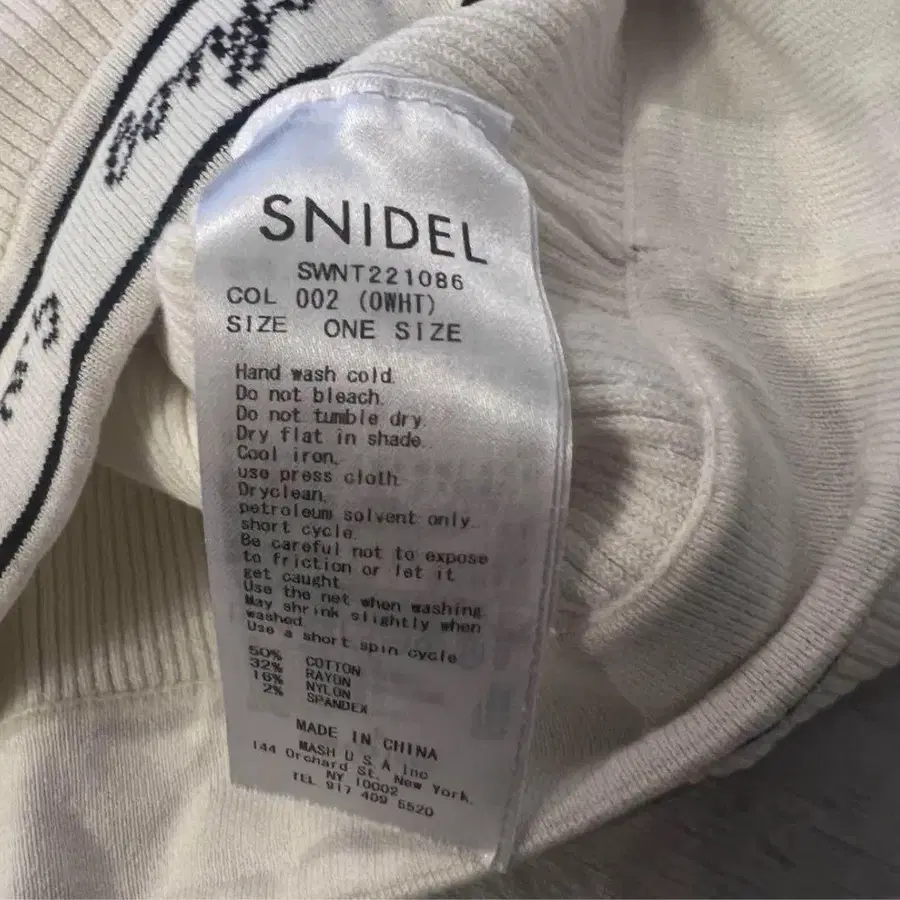 SNIDEL
SWNT221086
COL 002 (OWHT)
SIZE ONE SIZE
Hand wash cold.
Do not bleach.
Do not tumble dry.
Dry flat in shade.
Cool iron.
use press cloth.
Dryclean,
petroleum solvent only.
short cycle.
Be careful not to expose
to friction or let it
get caught.
Use the net when washing.
May shrink slightly when
washed.
Use a short spin cycle
50% COTTON
32% RAYON
16% NYLON
2% SPANDEX
MADE IN CHINA
MASH U S A Inc
144 Orchard St. New York.
NY 10002
TEL 917 409 5520